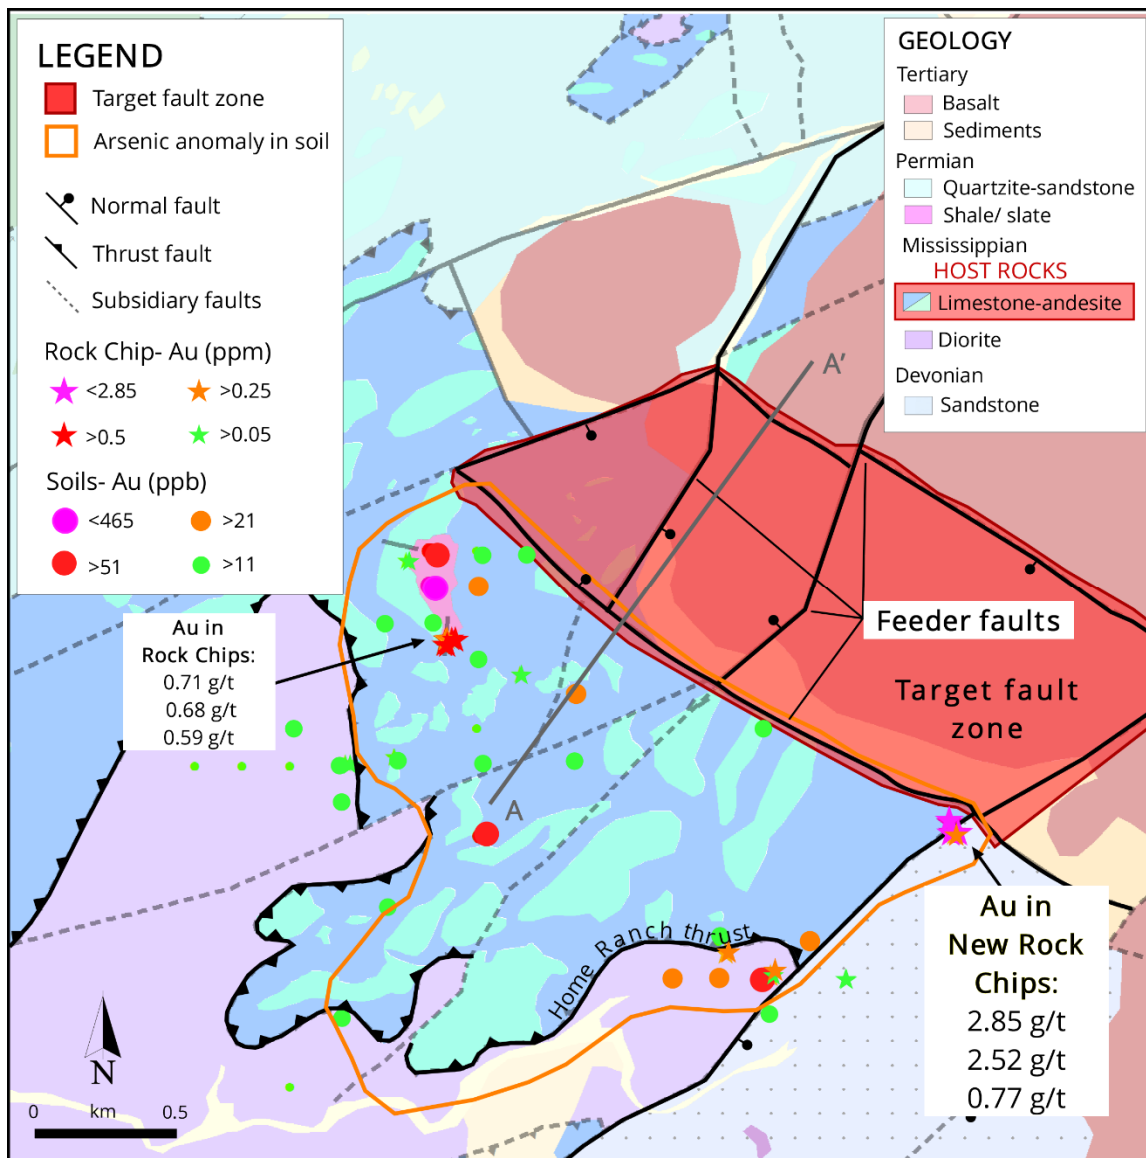 LEGEND
Target fault zone
Arsenic anomaly in soil
Normal fault
Thrust fault
Subsidiary faults
Rock Chip- Au (ppm)
<2.85
>0.25
>0.5
>0.05
Soils- Au (ppb)
<465
>21
>51
>11
GEOLOGY
Tertiary
Basalt
Sediments
Permian
Quartzite-sandstone
Shale/ slate
Mississippian
HOST ROCKS
Limestone-andesite
Diorite
Devonian
Sandstone
A'
Feeder faults
Target fault
zone
Au in
Rock Chips:
0.71 g/t
0.68 g/t
0.59 g/t
A
Home Ranch thrust
Au in
New Rock
Chips:
2.85 g/t
2.52 g/t
0.77 g/t
N
0 km 0.5